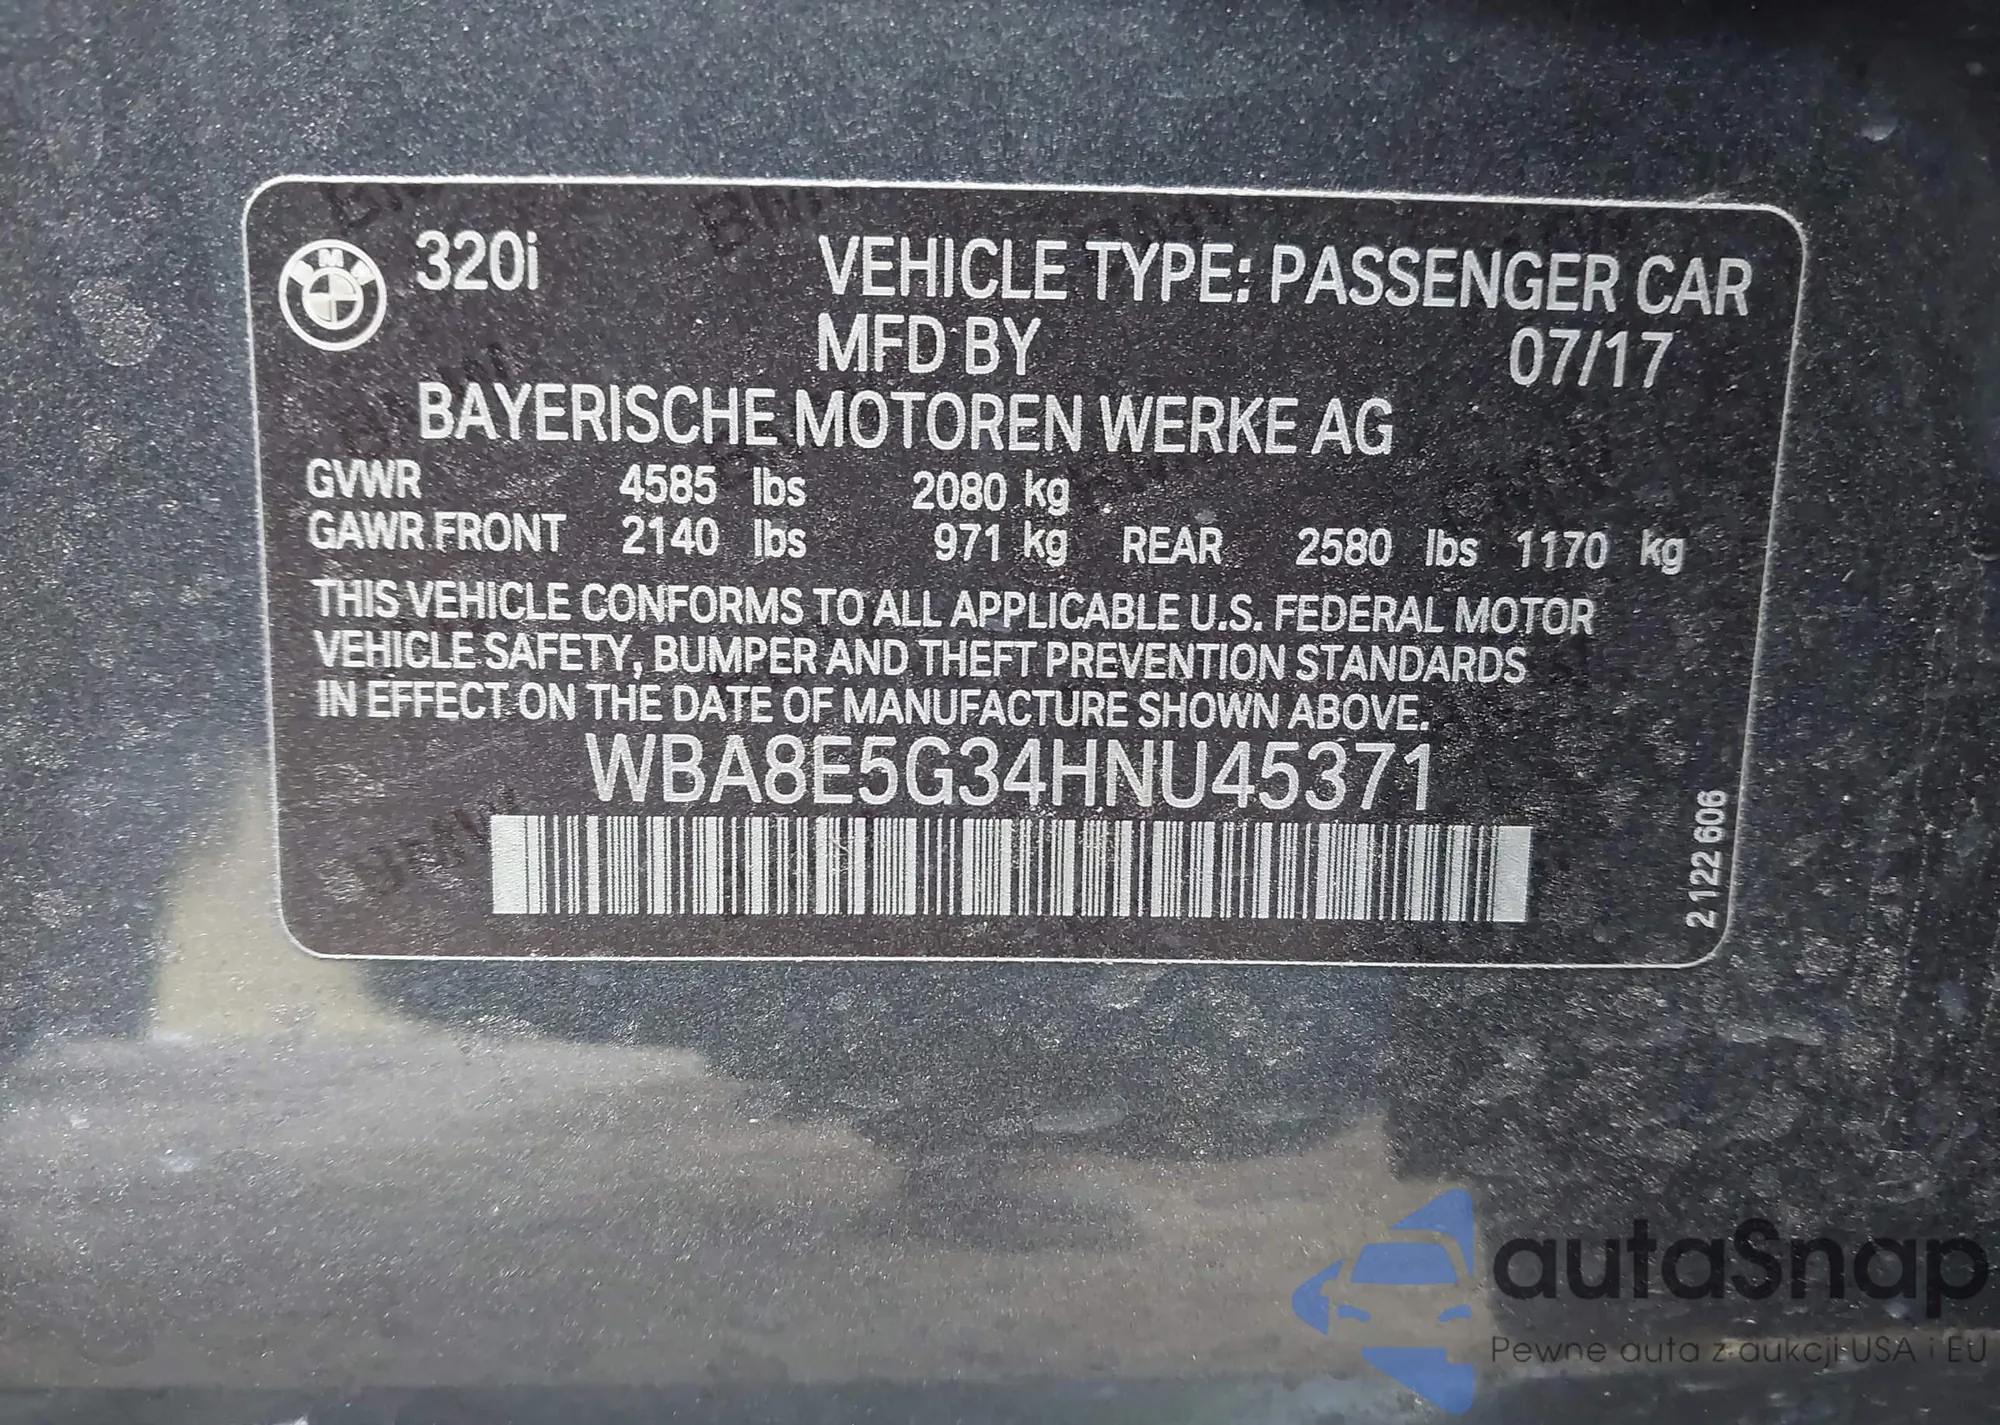 BMW
320i VEHICLE TYPE: PASSENGER CAR
MFD BY 07/17
BAYERISCHE MOTOREN WERKE AG
GVWR 4585 lbs 2080 kg
GAWR FRONT 2140 lbs 971 kg REAR 2580 lbs 1170 kg
THIS VEHICLE CONFORMS TO ALL APPLICABLE U.S. FEDERAL MOTOR
VEHICLE SAFETY, BUMPER AND THEFT PREVENTION STANDARDS
IN EFFECT ON THE DATE OF MANUFACTURE SHOWN ABOVE.
WBA8E5G34HNU45371
2 122 606
autaSnap
Pewne auta z aukcji USA i EU